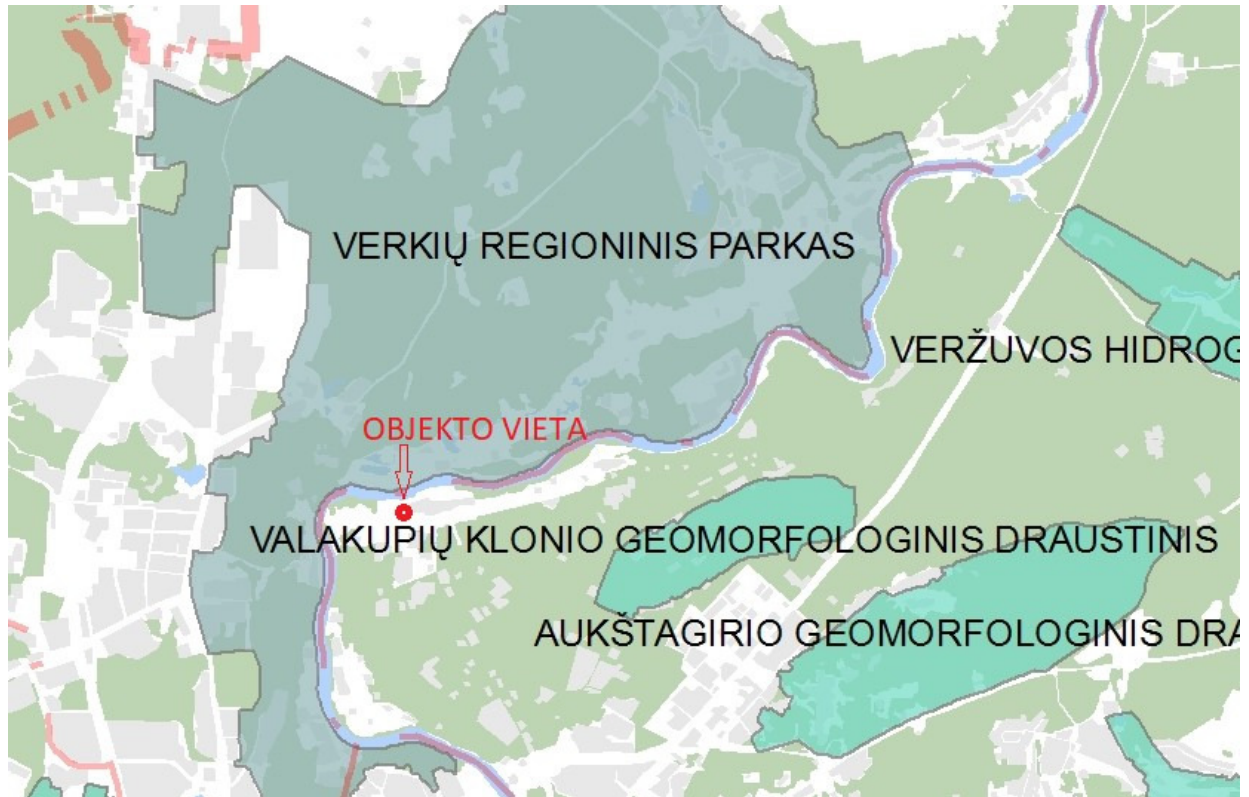 VERKIŲ REGIONINIS PARKAS
VERŽUVOS HIDROG
OBJEKTO VIETA
VALAKUPIŲ KLONIO GEOMORFOLOGINIS DRAUSTINIS
AUKŠTAGIRIO GEOMORFOLOGINIS DRA